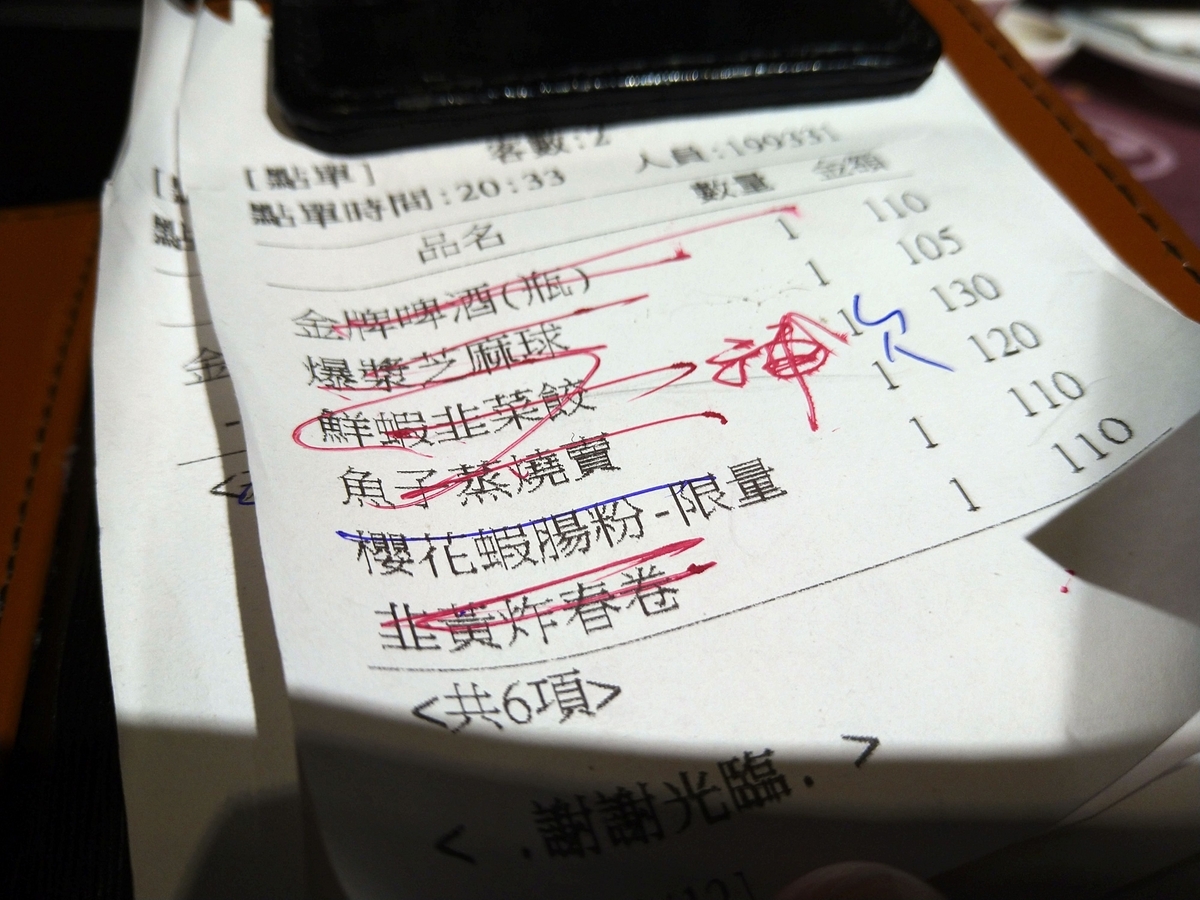 客數:2
[點單]
人員:199331
點單時間:20:33
品名 數量 金額
金牌啤酒(瓶) 1 110
爆漿芝麻球 1 105
鮮蝦韭菜餃 1 130
魚子蒸燒賣 1 120
櫻花蝦腸粉-限量 1 110
韭黃炸春卷 1 110
<共6項>
< .謝謝光臨. >